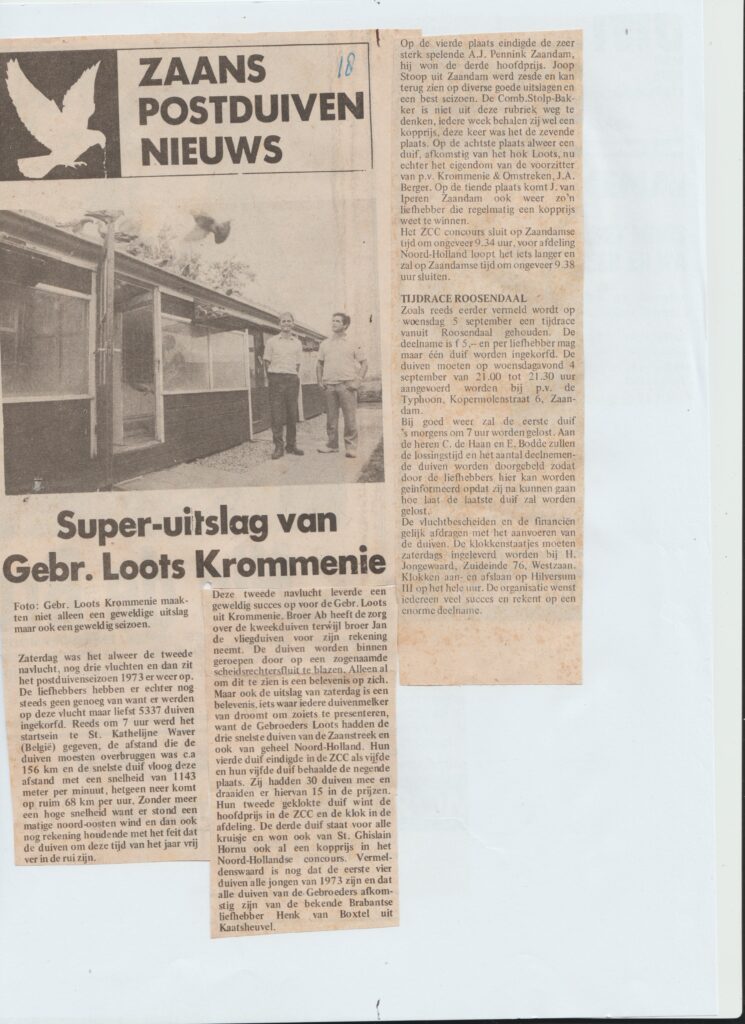 ZAANS
POSTDUIVEN
NIEUWS
18
Super-uitslag van
Gebr. Loots Krommenie
Foto: Gebr. Loots Krommenie maak-
ten niet alleen een geweldige uitslag
maar ook een geweldig seizoen.
Zaterdag was het alweer de tweede
navlucht, nog drie vluchten en dan zit
het postduivenseizoen 1973 er weer op.
De liefhebbers hebben er echter nog
steeds geen genoeg van want er werden
op deze vlucht maar liefst 5337 duiven
ingekorfd. Reeds om 7 uur werd het
startsein te St. Kathelijne Waver
(België) gegeven, de afstand die de
duiven moesten overbruggen was c.a
156 km en de snelste duif vloog deze
afstand met een snelheid van 1143
meter per minuut, hetgeen neer komt
op ruim 68 km per uur. Zonder meer
een hoge snelheid want er stond een
matige noord-oosten wind en dan ook
nog rekening houdende met het feit dat
de duiven om deze tijd van het jaar vrij
ver in de rui zijn.
Deze tweede navlucht leverde een
geweldig succes op voor de Gebr. Loots
uit Krommenie. Broer Ab heeft de zorg
over de kweekduiven terwijl broer Jan
de vliegduiven voor zijn rekening
neemt. De duiven worden binnen
geroepen door op een zogenaamde
scheidsrechtersfluit te blazen. Alleen al
om dit te zien is een belevenis op zich.
Maar ook de uitslag van zaterdag is een
belevenis, iets waar iedere duivenmelker
van droomt om zoiets te presenteren,
want de Gebroeders Loots hadden de
drie snelste duiven van de Zaanstreek en
ook van geheel Noord-Holland. Hun
vierde duif eindigde in de ZCC als vijfde
en hun vijfde duif behaalde de negende
plaats. Zij hadden 30 duiven mee en
draaiden er hiervan 15 in de prijzen.
Hun tweede geklokte duif wint de
hoofdprijs in de ZCC en de klok in de
afdeling. De derde duif staat voor alle
kruisje en won ook van St. Ghislain
Hornu ook al een kopprijs in het
Noord-Hollandse concours. Vermel-
denswaard is nog dat de eerste vier
duiven alle jongen van 1973 zijn en dat
alle duiven van de Gebroeders afkom-
stig zijn van de bekende Brabantse
liefhebber Henk van Boxtel uit
Kaatsheuvel.
Op de vierde plaats eindigde de zeer
sterk spelende A.J. Pennink Zaandam,
hij won de derde hoofdprijs. Joop
Stoop uit Zaandam werd zesde en kan
terug zien op diverse goede uitslagen en
een best seizoen. De Comb.Stolp-Bak-
ker is niet uit deze rubriek weg te
denken, iedere week behalen zij wel een
kopprijs, deze keer was het de zevende
plaats. Op de achtste plaats alweer een
duif, afkomstig van het hok Loots, nu
echter het eigendom van de voorzitter
van p.v. Krommenie & Omstreken, J.A.
Berger. Op de tiende plaats komt J. van
Iperen Zaandam ook weer zo'n
liefhebber die regelmatig een kopprijs
weet te winnen.
Het ZCC concours sluit op Zaandamse
tijd om ongeveer 9.34 uur, voor afdeling
Noord-Holland loopt het iets langer en
zal op Zaandamse tijd om ongeveer 9.38
uur sluiten.
TIJDRACE ROOSENDAAL
Zoals reeds eerder vermeld wordt op
woensdag 5 september een tijdrace
vanuit Roosendaal gehouden. De
deelname is f 5,– en per liefhebber mag
maar één duif worden ingekorfd. De
duiven moeten op woensdagavond 4
september van 21.00 tot 21.30 uur
aangevoerd worden bij p.v. de
Typhoon, Kopermolenstraat 6, Zaan-
dam.
Bij goed weer zal de eerste duif
's morgens om 7 uur worden gelost. Aan
de heren C. de Haan en E. Bodde zullen
de lossingstijd en het aantal deelnemen-
de duiven worden doorgebeld zodat
door de liefhebbers hier kan worden
geïnformeerd opdat zij na kunnen gaan
hoe laat de laatste duif zal worden
gelost.
De vluchtbescheiden en de financiën
gelijk afdragen met het aanvoeren van
de duiven. De klokkenstaatjes moeten
zaterdags ingeleverd worden bij H.
Jongewaard, Zuideinde 76, Westzaan.
Klokken aan- en afslaan op Hilversum
III op het hele uur. De organisatie wenst
iedereen veel succes en rekent op een
enorme deelname.